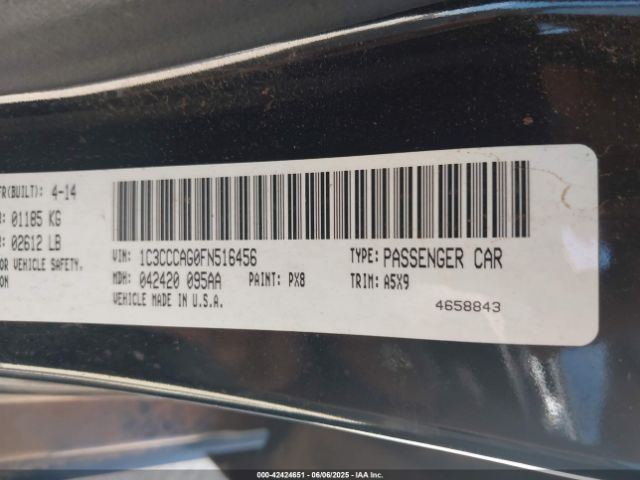 FR(BUILT): 4-14
: 01185 KG
: 02612 LB
OR VEHICLE SAFETY.
ON
VIN: 1C3CCCAG0FN516456
TYPE: PASSENGER CAR
MDH: 042420 095AA
PAINT: PX8
TRIM: A5X9
VEHICLE MADE IN U.S.A.
4658843
000-42424651 - 06/06/2025 - IAA Inc.